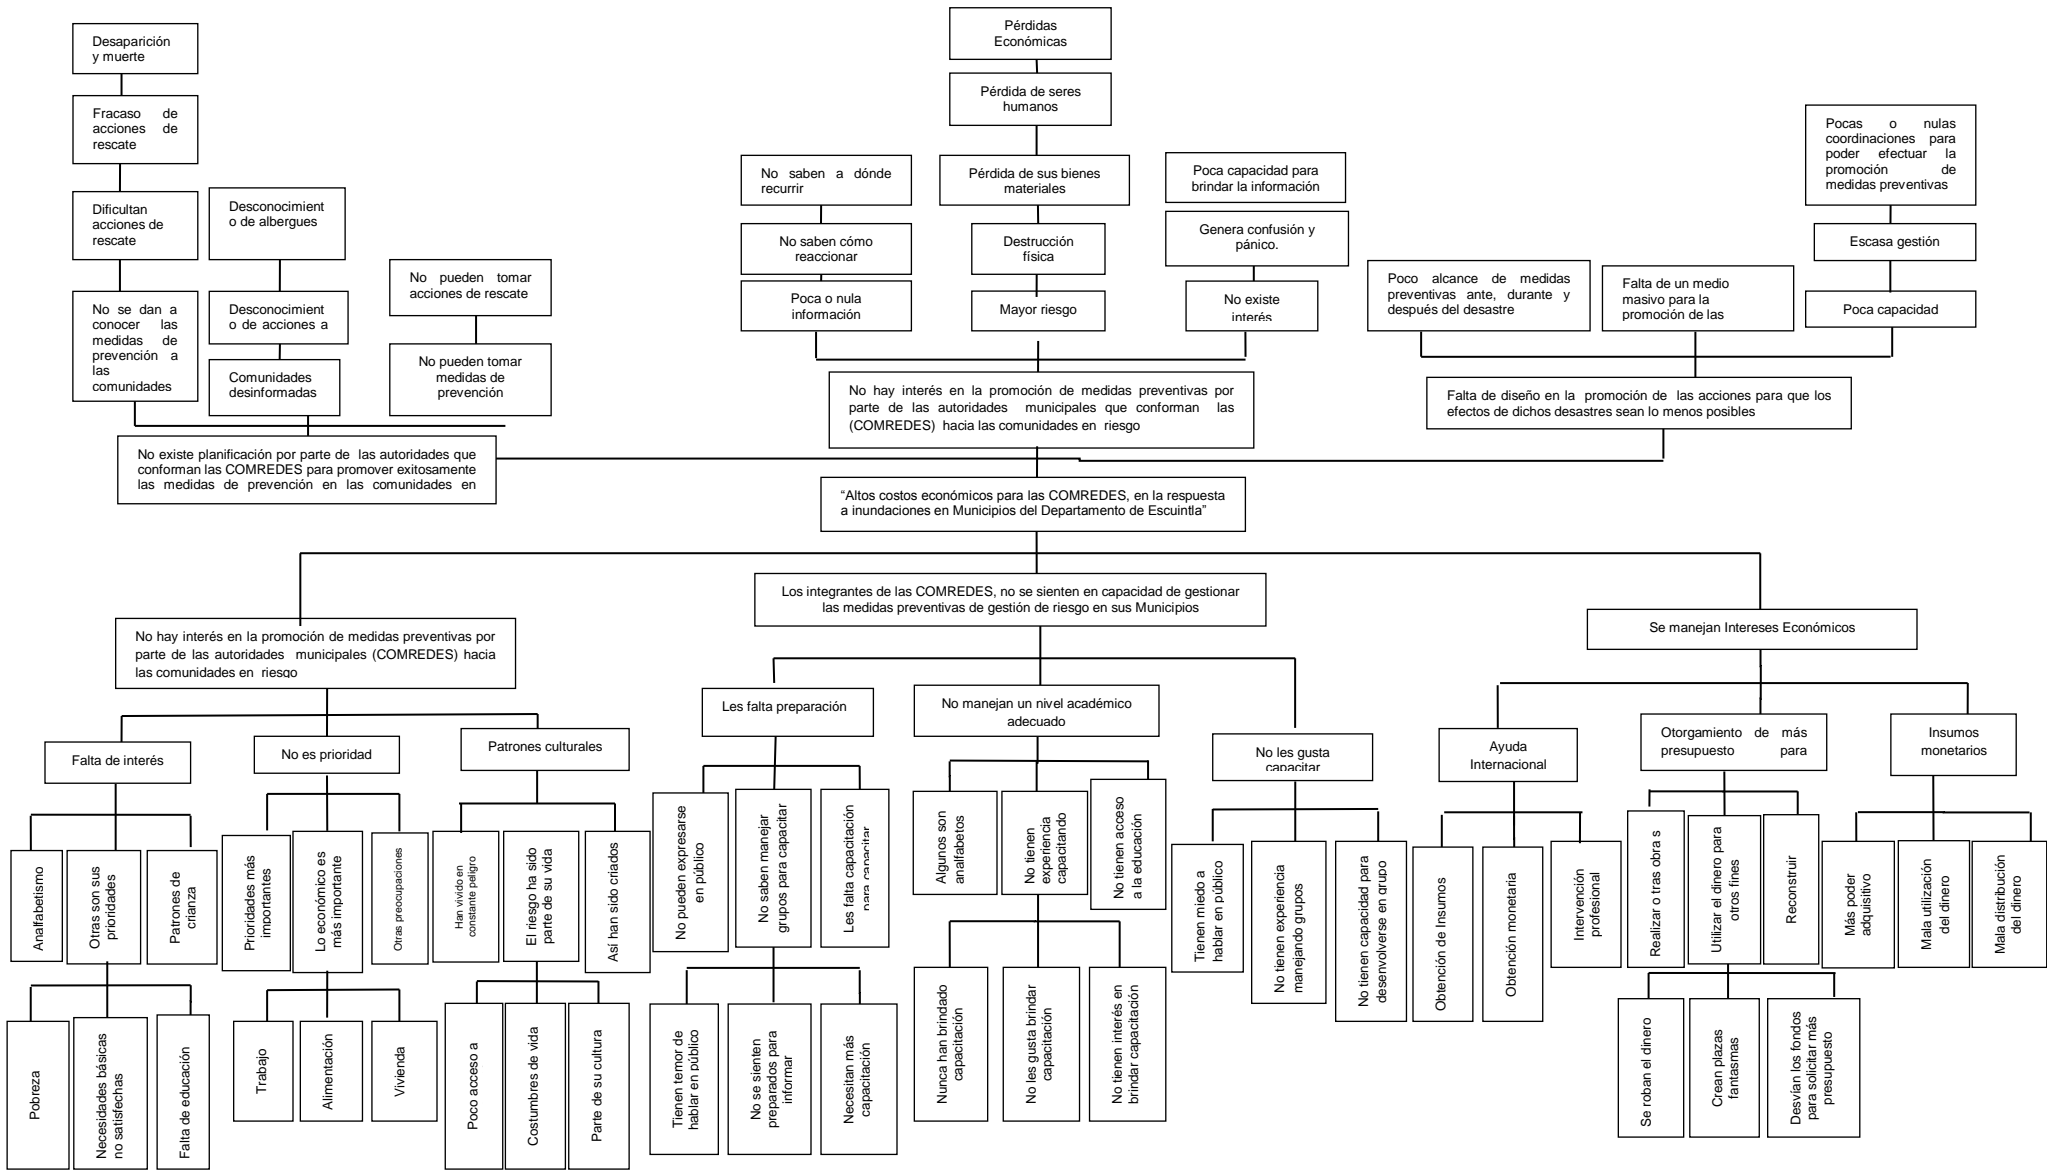 Desaparición
y muerte
Fracaso de
acciones de
rescate
Dificultan
acciones de
rescate
No se dan a
conocer las
medidas de
prevención a
las
comunidades
Desconocimient
o de albergues
Desconocimient
o de acciones a
Comunidades
desinformadas
No pueden tomar
acciones de rescate
No pueden tomar
medidas de
prevención
Pérdidas
Económicas
Pérdida de seres
humanos
No saben a dónde
recurrir
No saben cómo
reaccionar
Poca o nula
información
Pérdida de sus bienes
materiales
Destrucción
física
Mayor riesgo
Poca capacidad para
brindar la información
Genera confusión y
pánico.
No existe
interés
Poco alcance de medidas
preventivas ante, durante y
después del desastre
Falta de un medio
masivo para la
promoción de las
Pocas o nulas
coordinaciones para
poder efectuar la
promoción de
medidas preventivas
Escasa gestión
Poca capacidad
No existe planificación por parte de las autoridades que
conforman las COMREDES para promover exitosamente
las medidas de prevención en las comunidades en
No hay interés en la promoción de medidas preventivas por
parte de las autoridades municipales que conforman las
(COMREDES) hacia las comunidades en riesgo
Falta de diseño en la promoción de las acciones para que los
efectos de dichos desastres sean lo menos posibles
“Altos costos económicos para las COMREDES, en la respuesta
a inundaciones en Municipios del Departamento de Escuintla”
Los integrantes de las COMREDES, no se sienten en capacidad de gestionar
las medidas preventivas de gestión de riesgo en sus Municipios
No hay interés en la promoción de medidas preventivas por
parte de las autoridades municipales (COMREDES) hacia
las comunidades en riesgo
Se manejan Intereses Económicos
Falta de interés
No es prioridad
Patrones culturales
Les falta preparación
No manejan un nivel académico
adecuado
No les gusta
capacitar
Ayuda
Internacional
Otorgamiento de más
presupuesto para
Insumos
monetarios
Analfabetismo
Otras son sus
prioridades
Patrones de
crianza
Prioridades más
importantes
Lo económico es
más importante
Otras preocupaciones
Han vivido en
constante peligro
El riesgo ha sido
parte de su vida
Así han sido criados
No pueden expresarse
en público
No saben manejar
grupos para capacitar
Les falta capacitación
para capacitar
Algunos son
analfabetos
No tienen
experiencia
capacitando
No tienen acceso
a la educación
Tienen miedo a
hablar en público
No tienen experiencia
manejando grupos
No tienen capacidad para
desenvolverse en grupo
Obtención de Insumos
Obtención monetaria
Intervención
profesional
Realizar o tras obra s
Utilizar el dinero para
otros fines
Reconstruir
Más poder
adquisitivo
Mala utilización
del dinero
Mala distribución
del dinero
Pobreza
Necesidades básicas
no satisfechas
Falta de educación
Trabajo
Alimentación
Vivienda
Poco acceso a
Costumbres de vida
Parte de su cultura
Tienen temor de
hablar en público
No se sienten
preparados para
informar
Necesitan más
capacitación
Nunca han brindado
capacitación
No les gusta brindar
capacitación
No tienen interés en
brindar capacitación
Se roban el dinero
Crean plazas
fantasmas
Desvían los fondos
para solicitar más
presupuesto